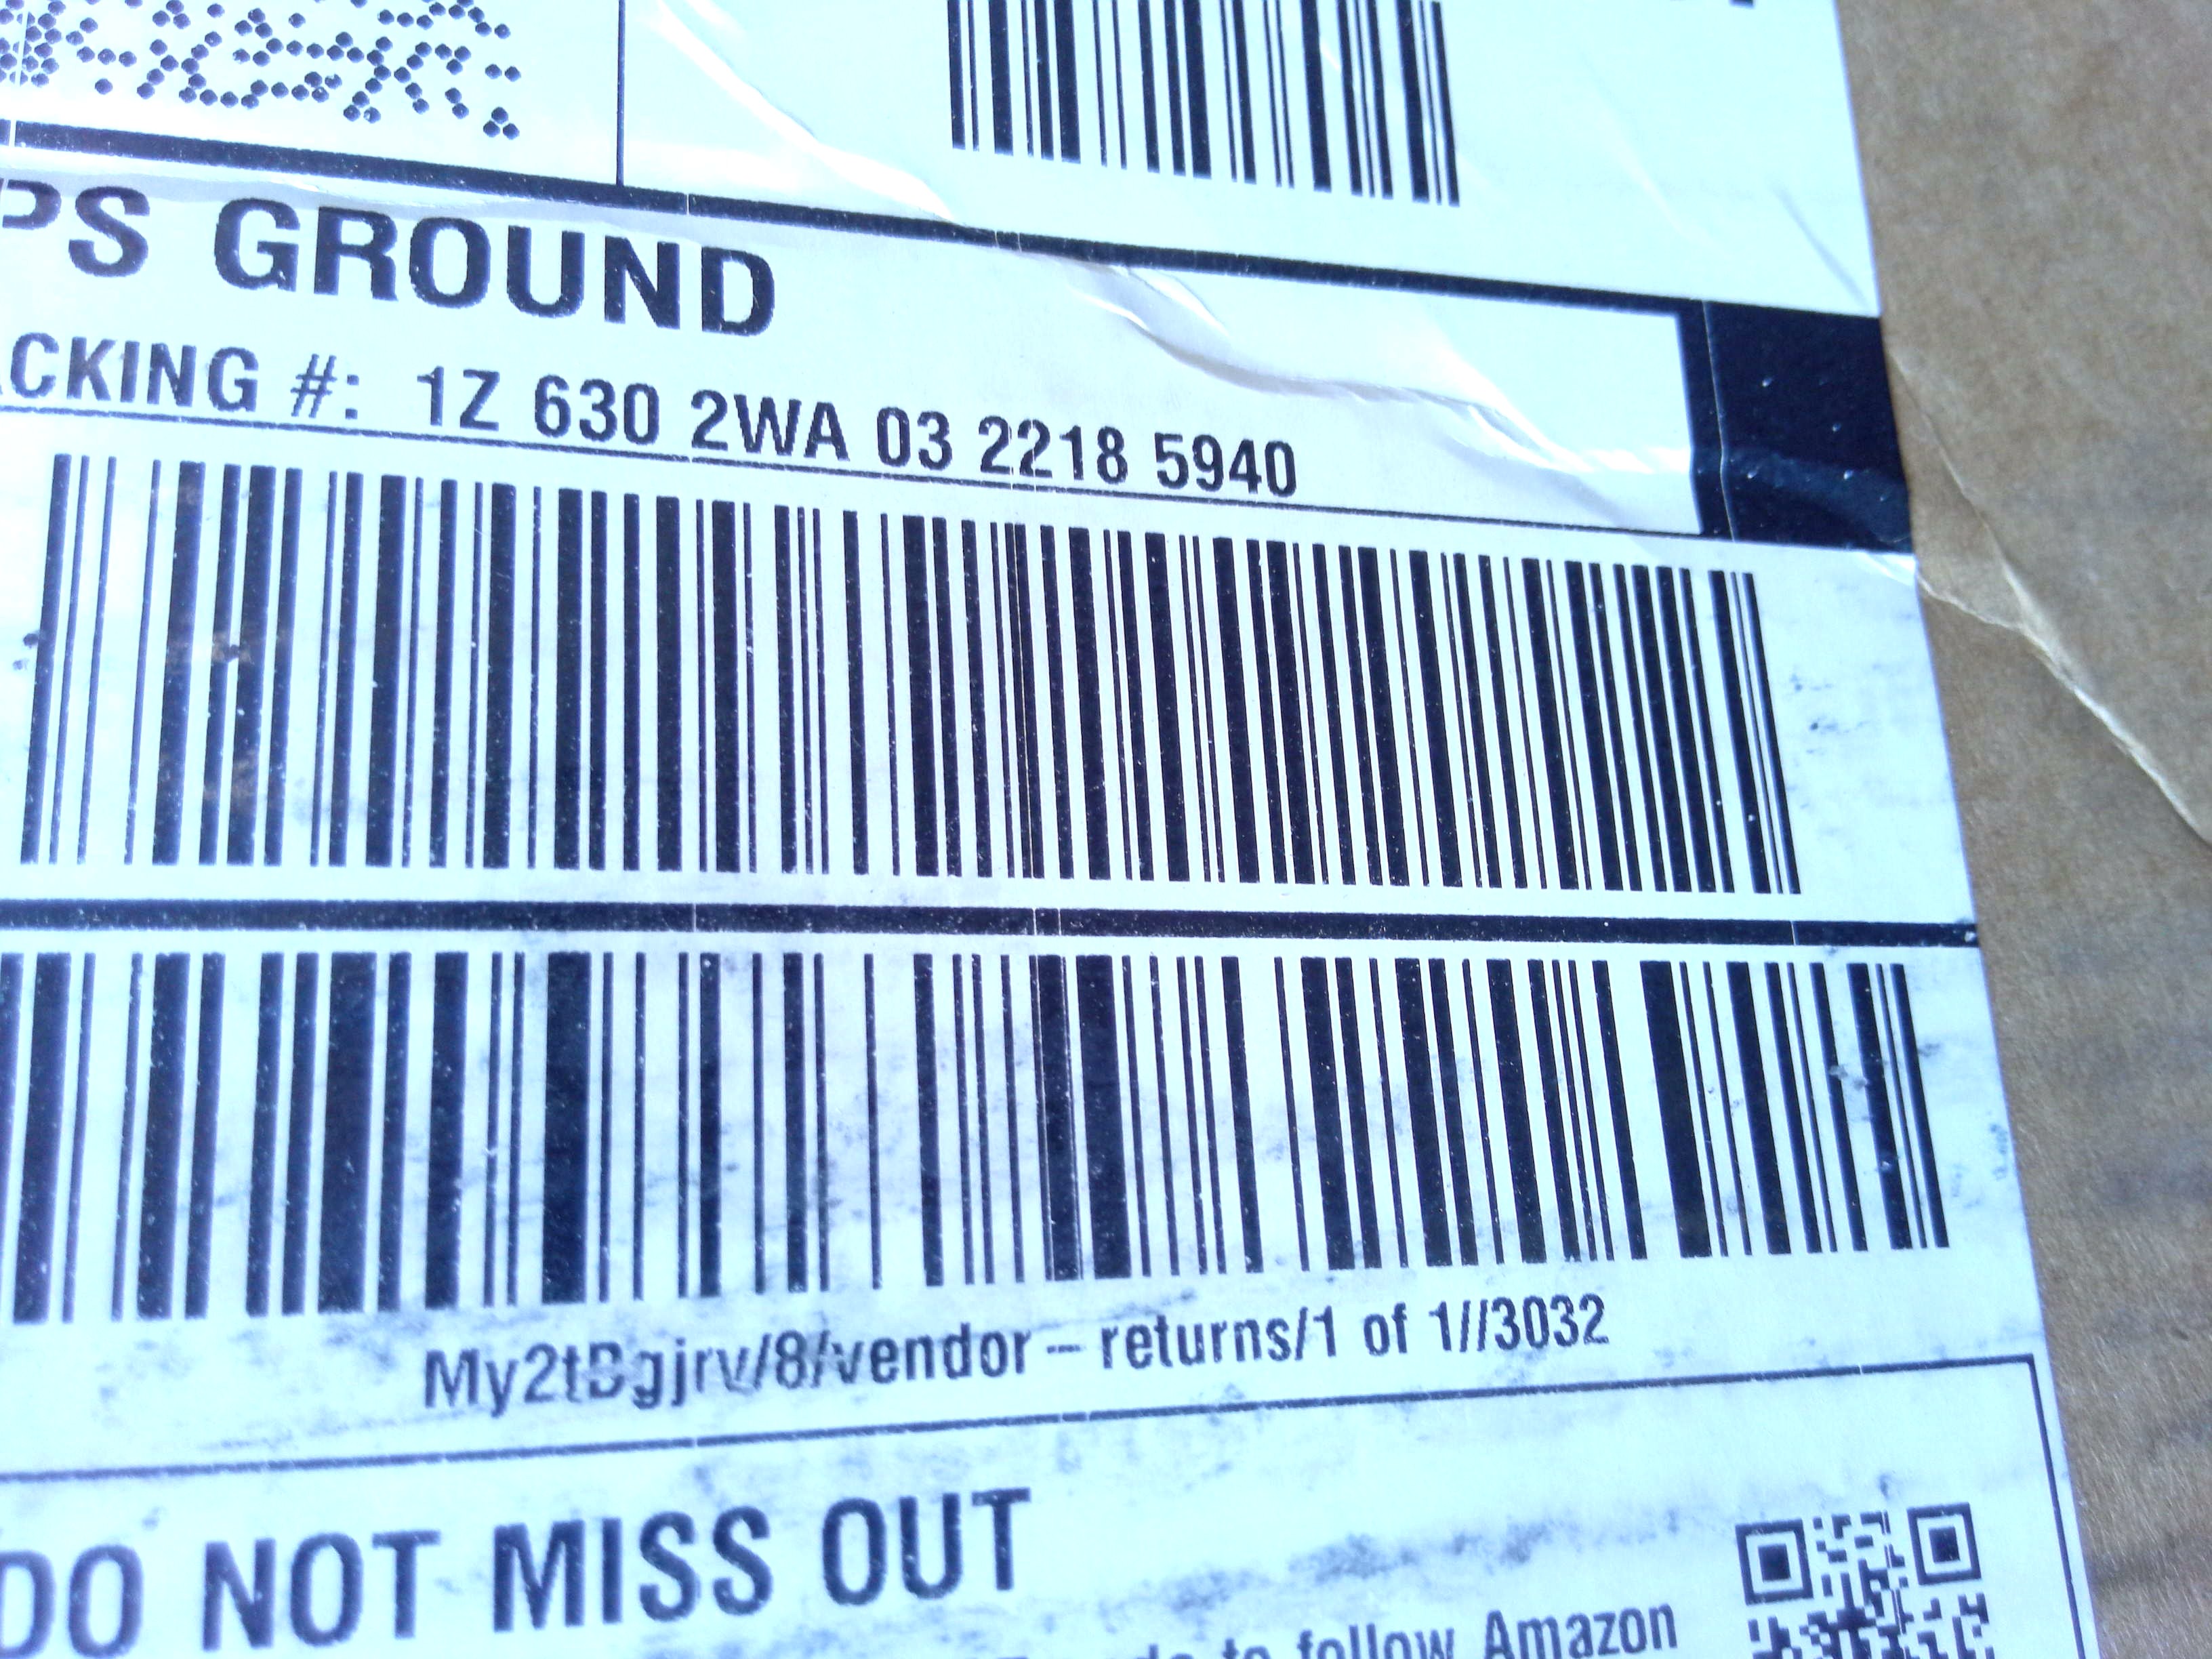 PS GROUND
ACKING #: 1Z 630 2WA 03 2218 5940
My2tBgjrv/8/vendor – returns/1 of 1//3032
DO NOT MISS OUT
to follow Amazon